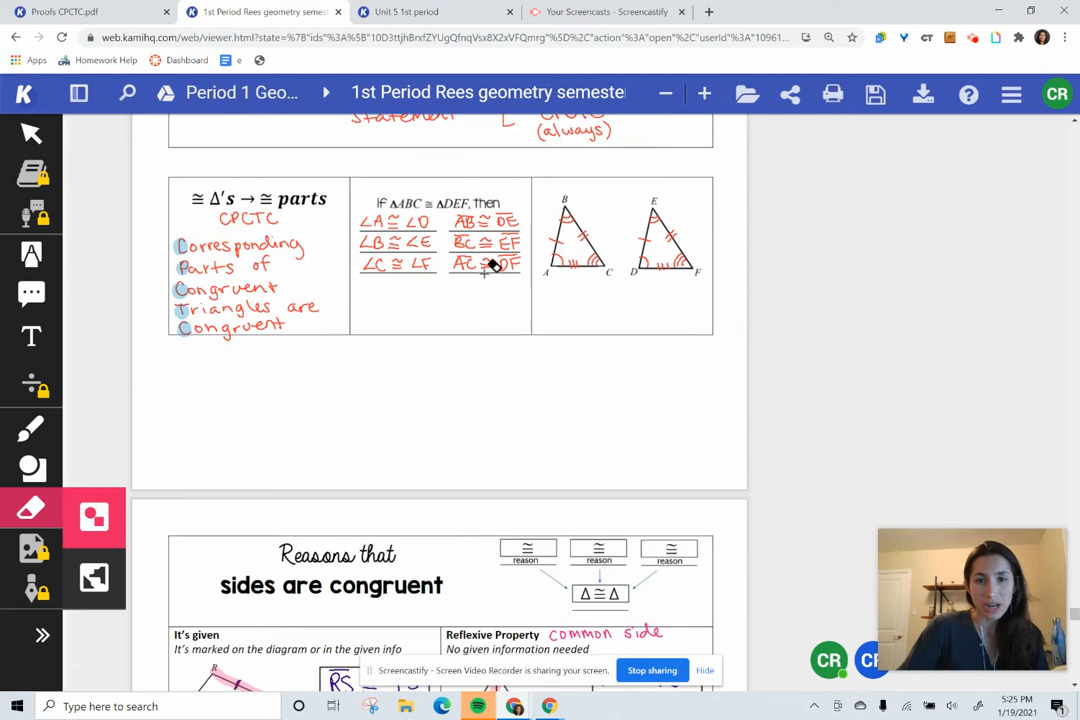 Proofs CPCTC.pdf
1st Period Rees geometry semest
Unit 5 1st period
Your Screencasts - Screencastify
web.kamihq.com/web/viewer.html?state=%7B"ids"%3A%5B"10D3ttjhBrxfZYUgQfnqVsx8X2xVFQmrg"%5D%2C"action"%3A"open"%2C"userId"%3A"10961...
Apps
Homework Help
Dashboard
e
Period 1 Geo...
1st Period Rees geometry semeste
CR
statement
CPCTC
(always)
≅ Δ's → ≅ parts
CPCTC
Corresponding
Parts of
Congruent
Triangles are
Congruent
If ΔABC ≅ ΔDEF, then
∠A ≅ ∠D AB ≅ DE
∠B ≅ ∠E BC ≅ EF
∠C ≅ ∠F AC ≅ DF
B
A
C
E
D
F
Reasons that
sides are congruent
≅ ≅ ≅
reason reason reason
Δ ≅ Δ
It's given
It's marked on the diagram or in the given info
R
RS
Reflexive Property common side
No given information needed
Screencastify - Screen Video Recorder is sharing your screen.
Stop sharing
Hide
CR
CR
Type here to search
5:25 PM
1/19/2021